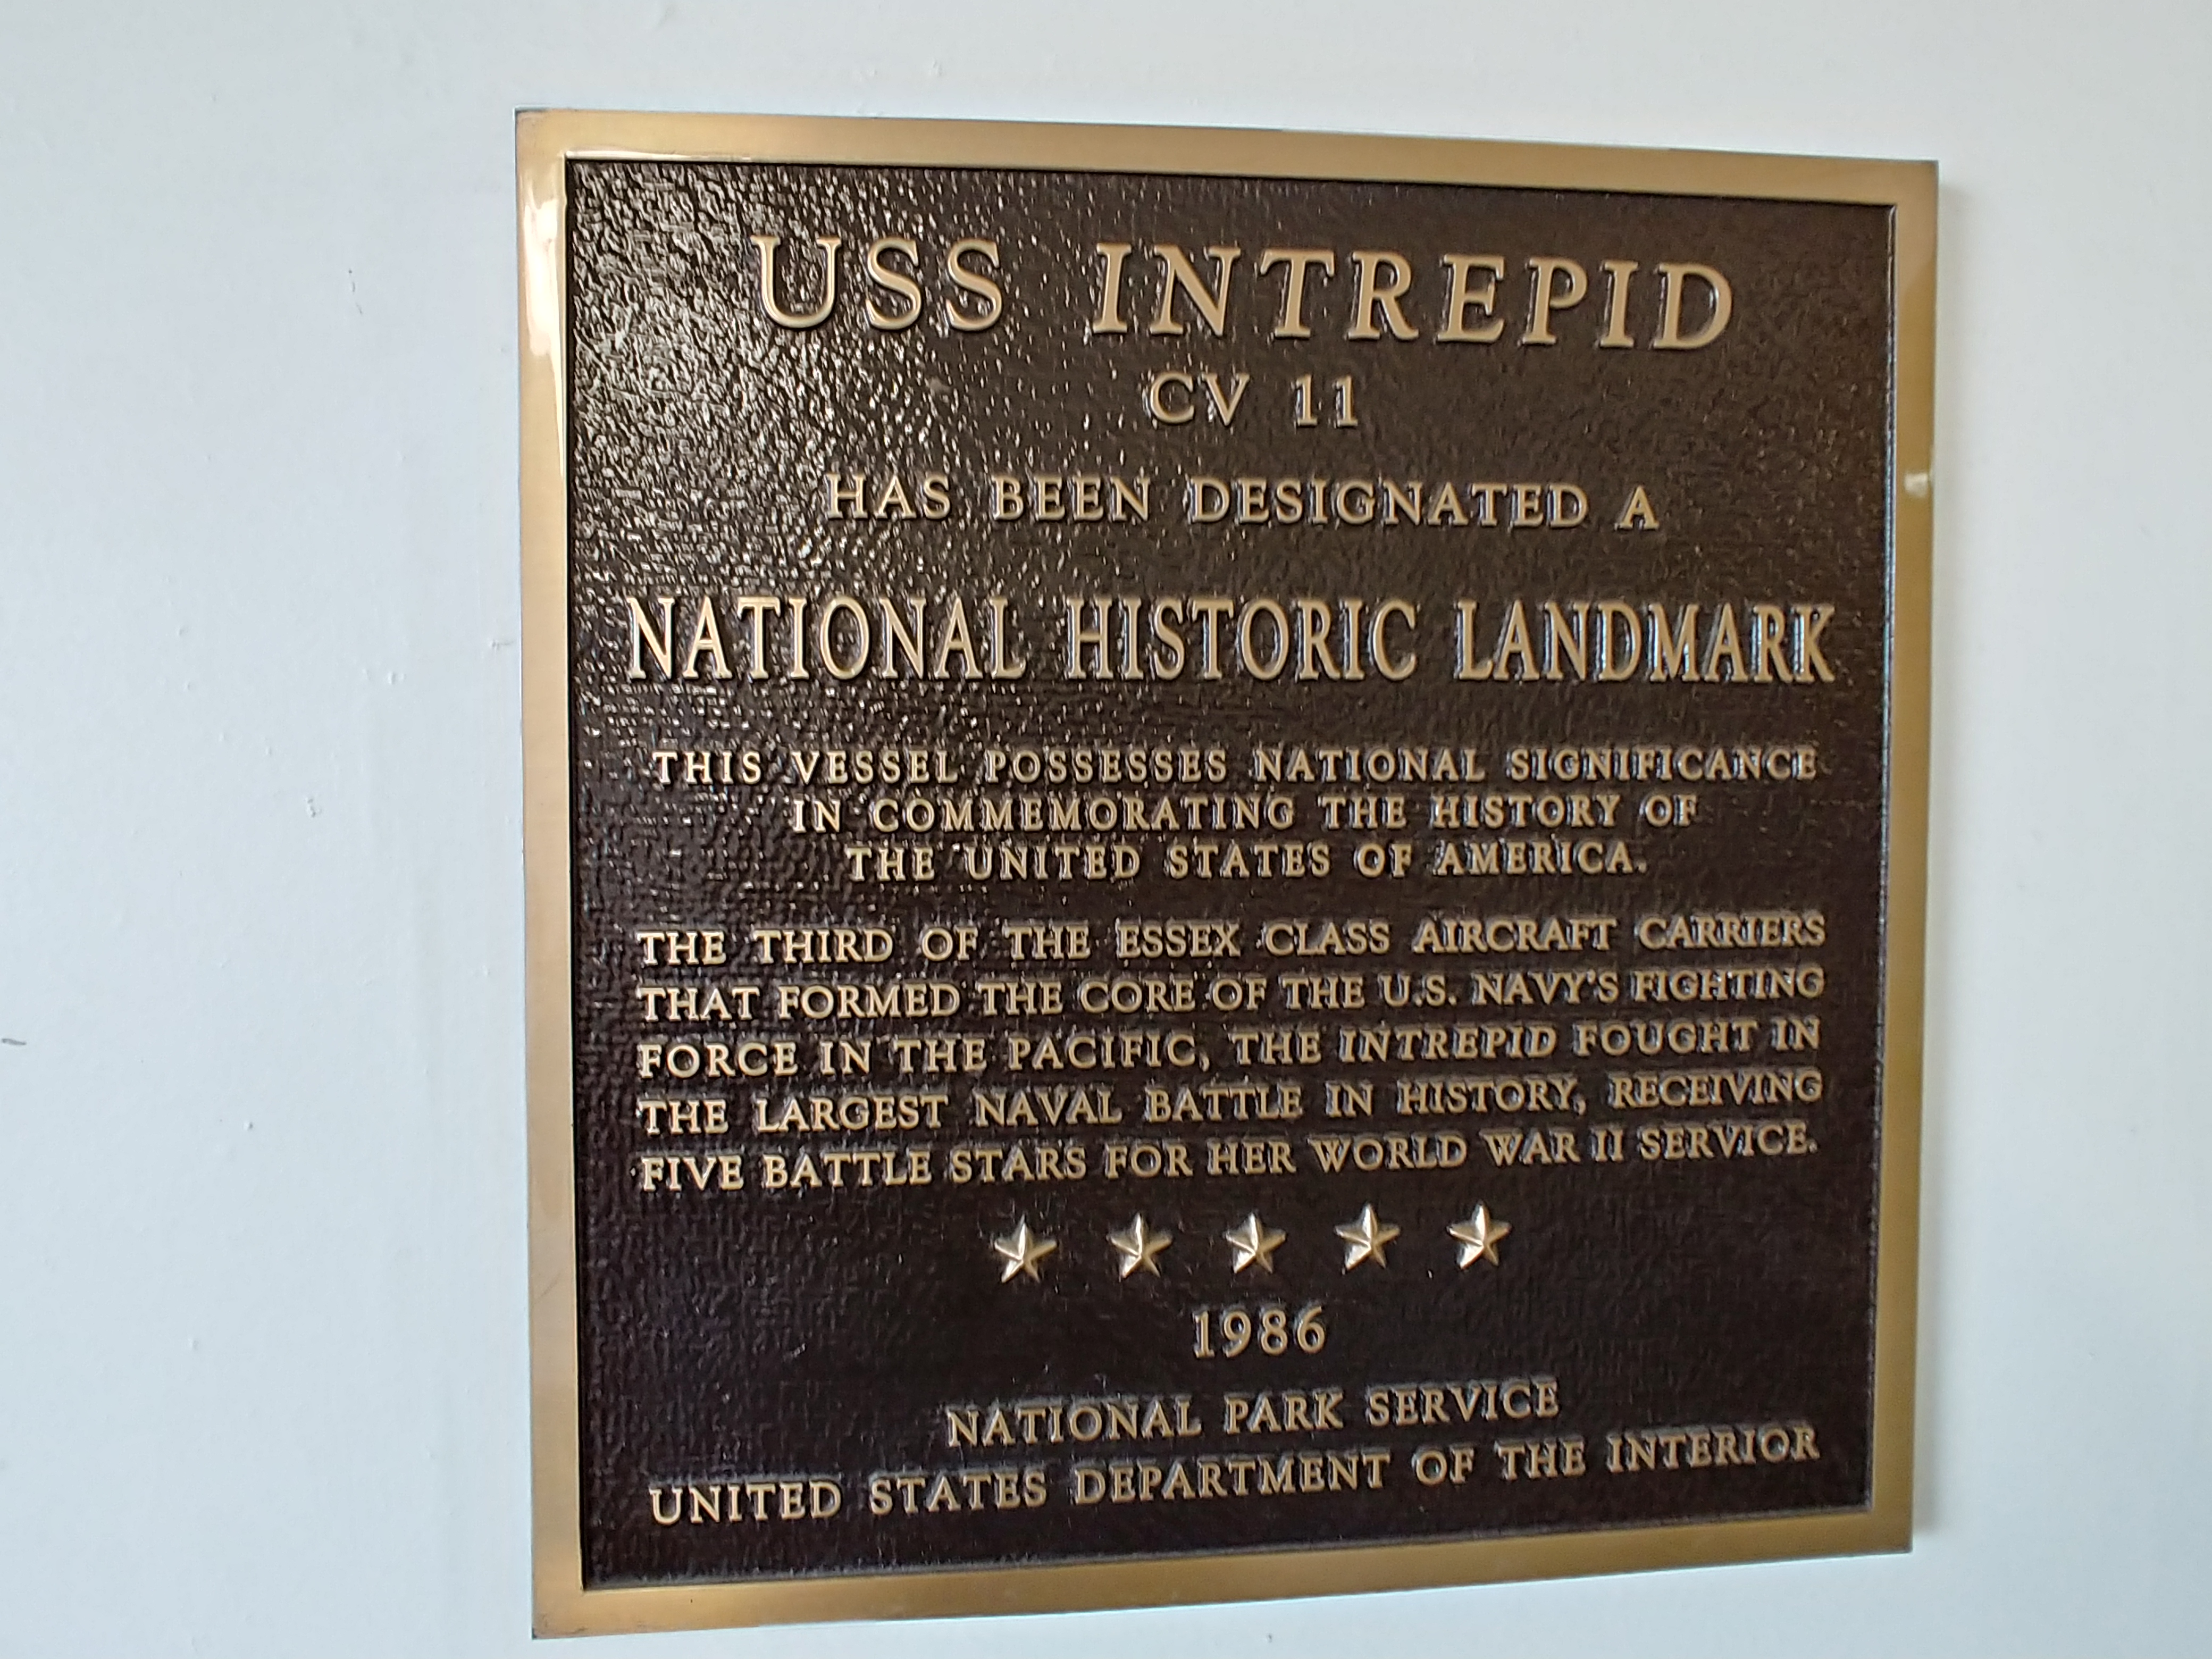 USS INTREPID
CV 11
HAS BEEN DESIGNATED A
NATIONAL HISTORIC LANDMARK
THIS VESSEL POSSESSES NATIONAL SIGNIFICANCE
IN COMMEMORATING THE HISTORY OF
THE UNITED STATES OF AMERICA.
THE THIRD OF THE ESSEX CLASS AIRCRAFT CARRIERS
THAT FORMED THE CORE OF THE U.S. NAVY'S FIGHTING
FORCE IN THE PACIFIC, THE INTREPID FOUGHT IN
THE LARGEST NAVAL BATTLE IN HISTORY, RECEIVING
FIVE BATTLE STARS FOR HER WORLD WAR II SERVICE.
1986
NATIONAL PARK SERVICE
UNITED STATES DEPARTMENT OF THE INTERIOR